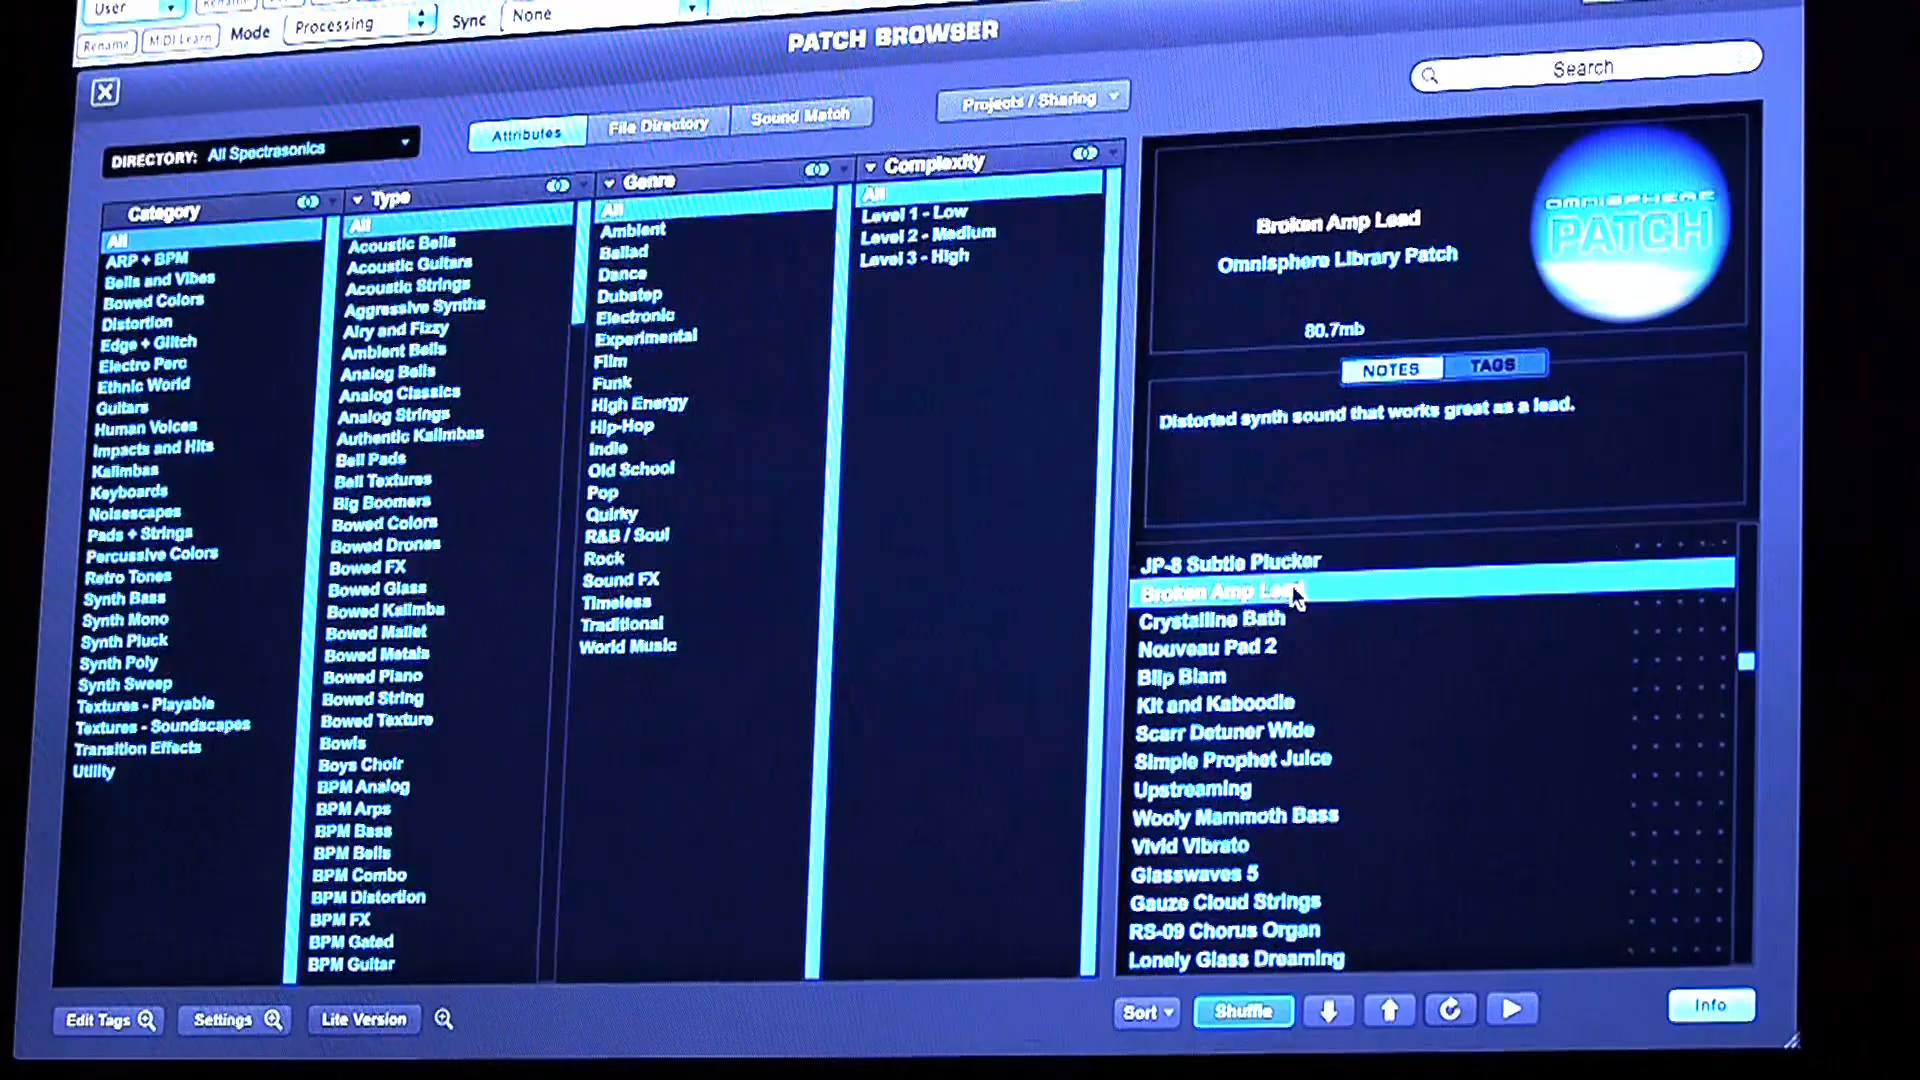 User
Rename MIDI Learn Mode Processing Sync None
PATCH BROWSER
Search
DIRECTORY: All Spectrasonics
Attributes File Directory Sound Match
Projects / Sharing
Category
All
ARP + BPM
Bells and Vibes
Bowed Colors
Distortion
Edge + Glitch
Electro Perc
Ethnic World
Guitars
Human Voices
Impacts and Hits
Kalimbas
Keyboards
Noisescapes
Pads + Strings
Percussive Colors
Retro Tones
Synth Bass
Synth Mono
Synth Pluck
Synth Poly
Synth Sweep
Textures - Playable
Textures - Soundscapes
Transition Effects
Utility
Type
All
Acoustic Bells
Acoustic Guitars
Acoustic Strings
Aggressive Synths
Airy and Fizzy
Ambient Bells
Analog Bells
Analog Classics
Analog Strings
Authentic Kalimbas
Bell Pads
Bell Textures
Big Boomers
Bowed Colors
Bowed Drones
Bowed FX
Bowed Glass
Bowed Kalimba
Bowed Mallet
Bowed Metals
Bowed Piano
Bowed String
Bowed Texture
Bowls
Boys Choir
BPM Analog
BPM Arps
BPM Bass
BPM Bells
BPM Combo
BPM Distortion
BPM FX
BPM Gated
BPM Guitar
Genre
All
Ambient
Ballad
Dance
Dubstep
Electronic
Experimental
Film
Funk
High Energy
Hip-Hop
Indie
Old School
Pop
Quirky
R&B / Soul
Rock
Sound FX
Timeless
Traditional
World Music
Complexity
All
Level 1 - Low
Level 2 - Medium
Level 3 - High
Broken Amp Lead
Omnisphere Library Patch
80.7mb
OMNISPHERE
PATCH
NOTES TAGS
Distorted synth sound that works great as a lead.
JP-8 Subtle Plucker
Broken Amp Lead
Crystalline Bath
Nouveau Pad 2
Blip Blam
Kit and Kaboodle
Scarr Detuner Wide
Simple Prophet Juice
Upstreaming
Wooly Mammoth Bass
Vivid Vibrato
Glasswaves 5
Gauze Cloud Strings
RS-09 Chorus Organ
Lonely Glass Dreaming
Edit Tags Settings Lite Version
Sort Shuffle Info